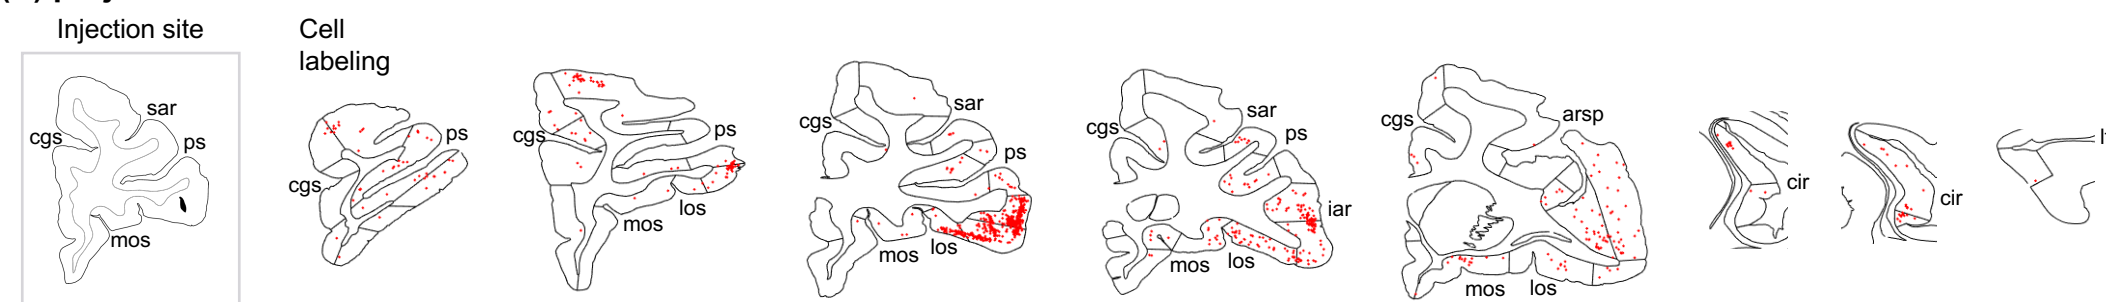 Injection site
Cell
labeling
sar
cgs
ps
mos
ps
cgs
cgs
ps
los
mos
sar
cgs
ps
los
mos
sar
cgs
ps
iar
los
mos
arsp
cgs
los
mos
cir
cir